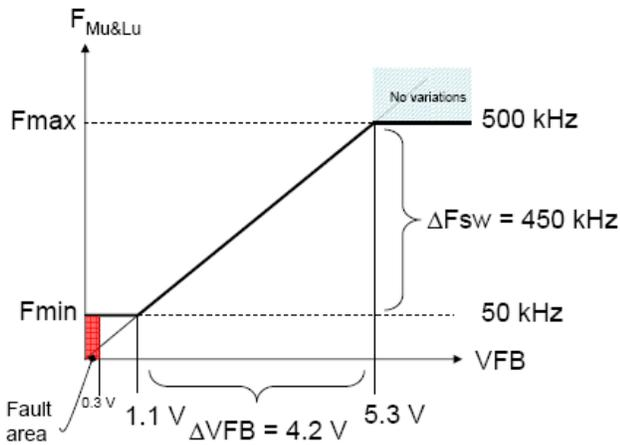 F Mu&Lu
No variations
Fmax
500 kHz
ΔFsw = 450 kHz
Fmin
50 kHz
VFB
0.3 V
1.1 V
ΔVFB = 4.2 V
5.3 V
Fault
area